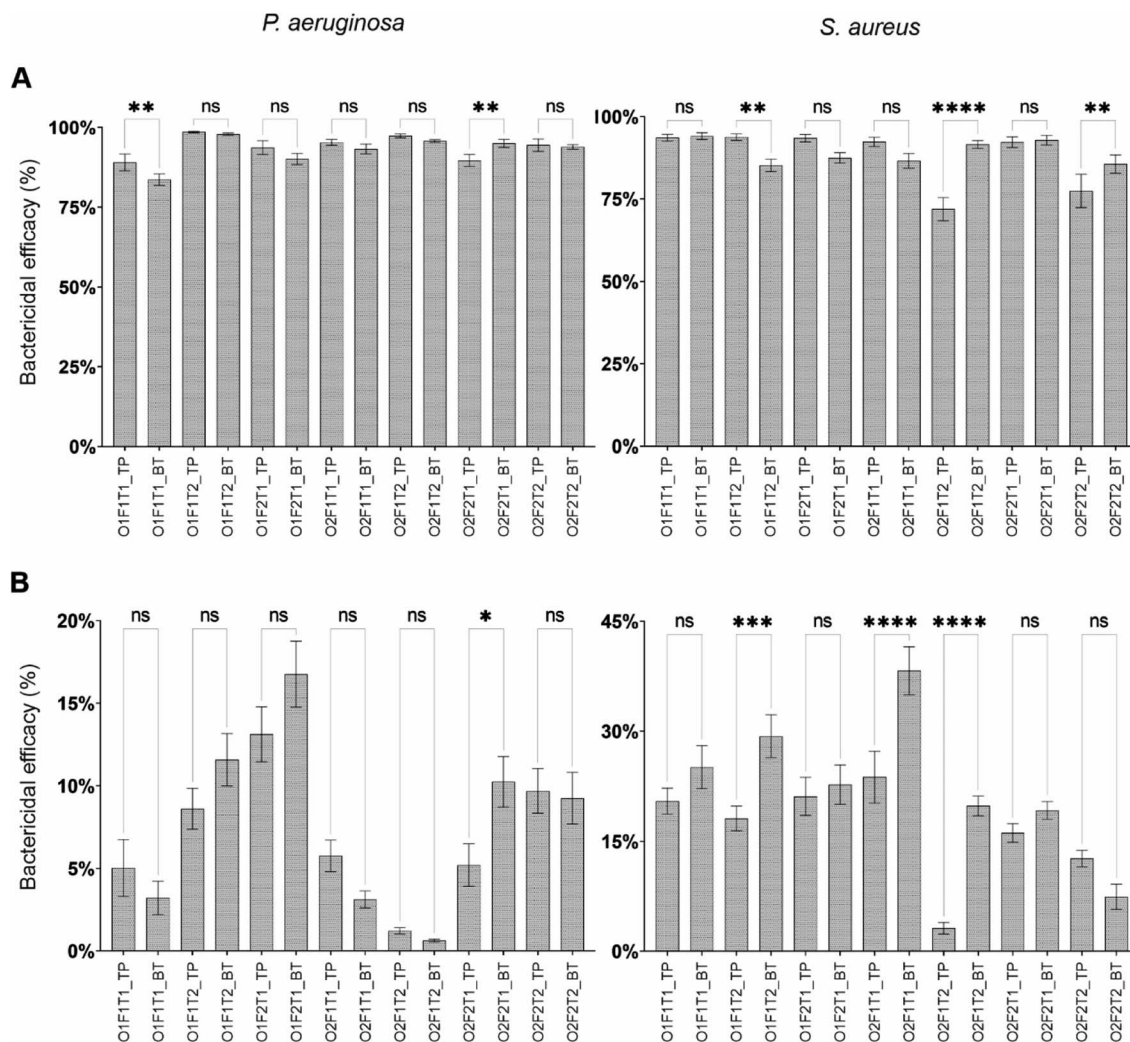 P. aeruginosa
S. aureus
A
Bactericidal efficacy (%)
100%
75%
50%
25%
0%
** ns ns ns ns ** ns
O1F1T1_TP
O1F1T1_BT
O1F1T2_TP
O1F1T2_BT
O1F2T1_TP
O1F2T1_BT
O2F1T1_TP
O2F1T1_BT
O2F1T2_TP
O2F1T2_BT
O2F2T1_TP
O2F2T1_BT
O2F2T2_TP
O2F2T2_BT
100%
75%
50%
25%
0%
ns ** ns ns **** ns **
O1F1T1_TP
O1F1T1_BT
O1F1T2_TP
O1F1T2_BT
O1F2T1_TP
O1F2T1_BT
O2F1T1_TP
O2F1T1_BT
O2F1T2_TP
O2F1T2_BT
O2F2T1_TP
O2F2T1_BT
O2F2T2_TP
O2F2T2_BT
B
Bactericidal efficacy (%)
20%
15%
10%
5%
0%
ns ns ns ns ns * ns
O1F1T1_TP
O1F1T1_BT
O1F1T2_TP
O1F1T2_BT
O1F2T1_TP
O1F2T1_BT
O2F1T1_TP
O2F1T1_BT
O2F1T2_TP
O2F1T2_BT
O2F2T1_TP
O2F2T1_BT
O2F2T2_TP
O2F2T2_BT
45%
30%
15%
0%
ns *** ns **** **** ns ns
O1F1T1_TP
O1F1T1_BT
O1F1T2_TP
O1F1T2_BT
O1F2T1_TP
O1F2T1_BT
O2F1T1_TP
O2F1T1_BT
O2F1T2_TP
O2F1T2_BT
O2F2T1_TP
O2F2T1_BT
O2F2T2_TP
O2F2T2_BT